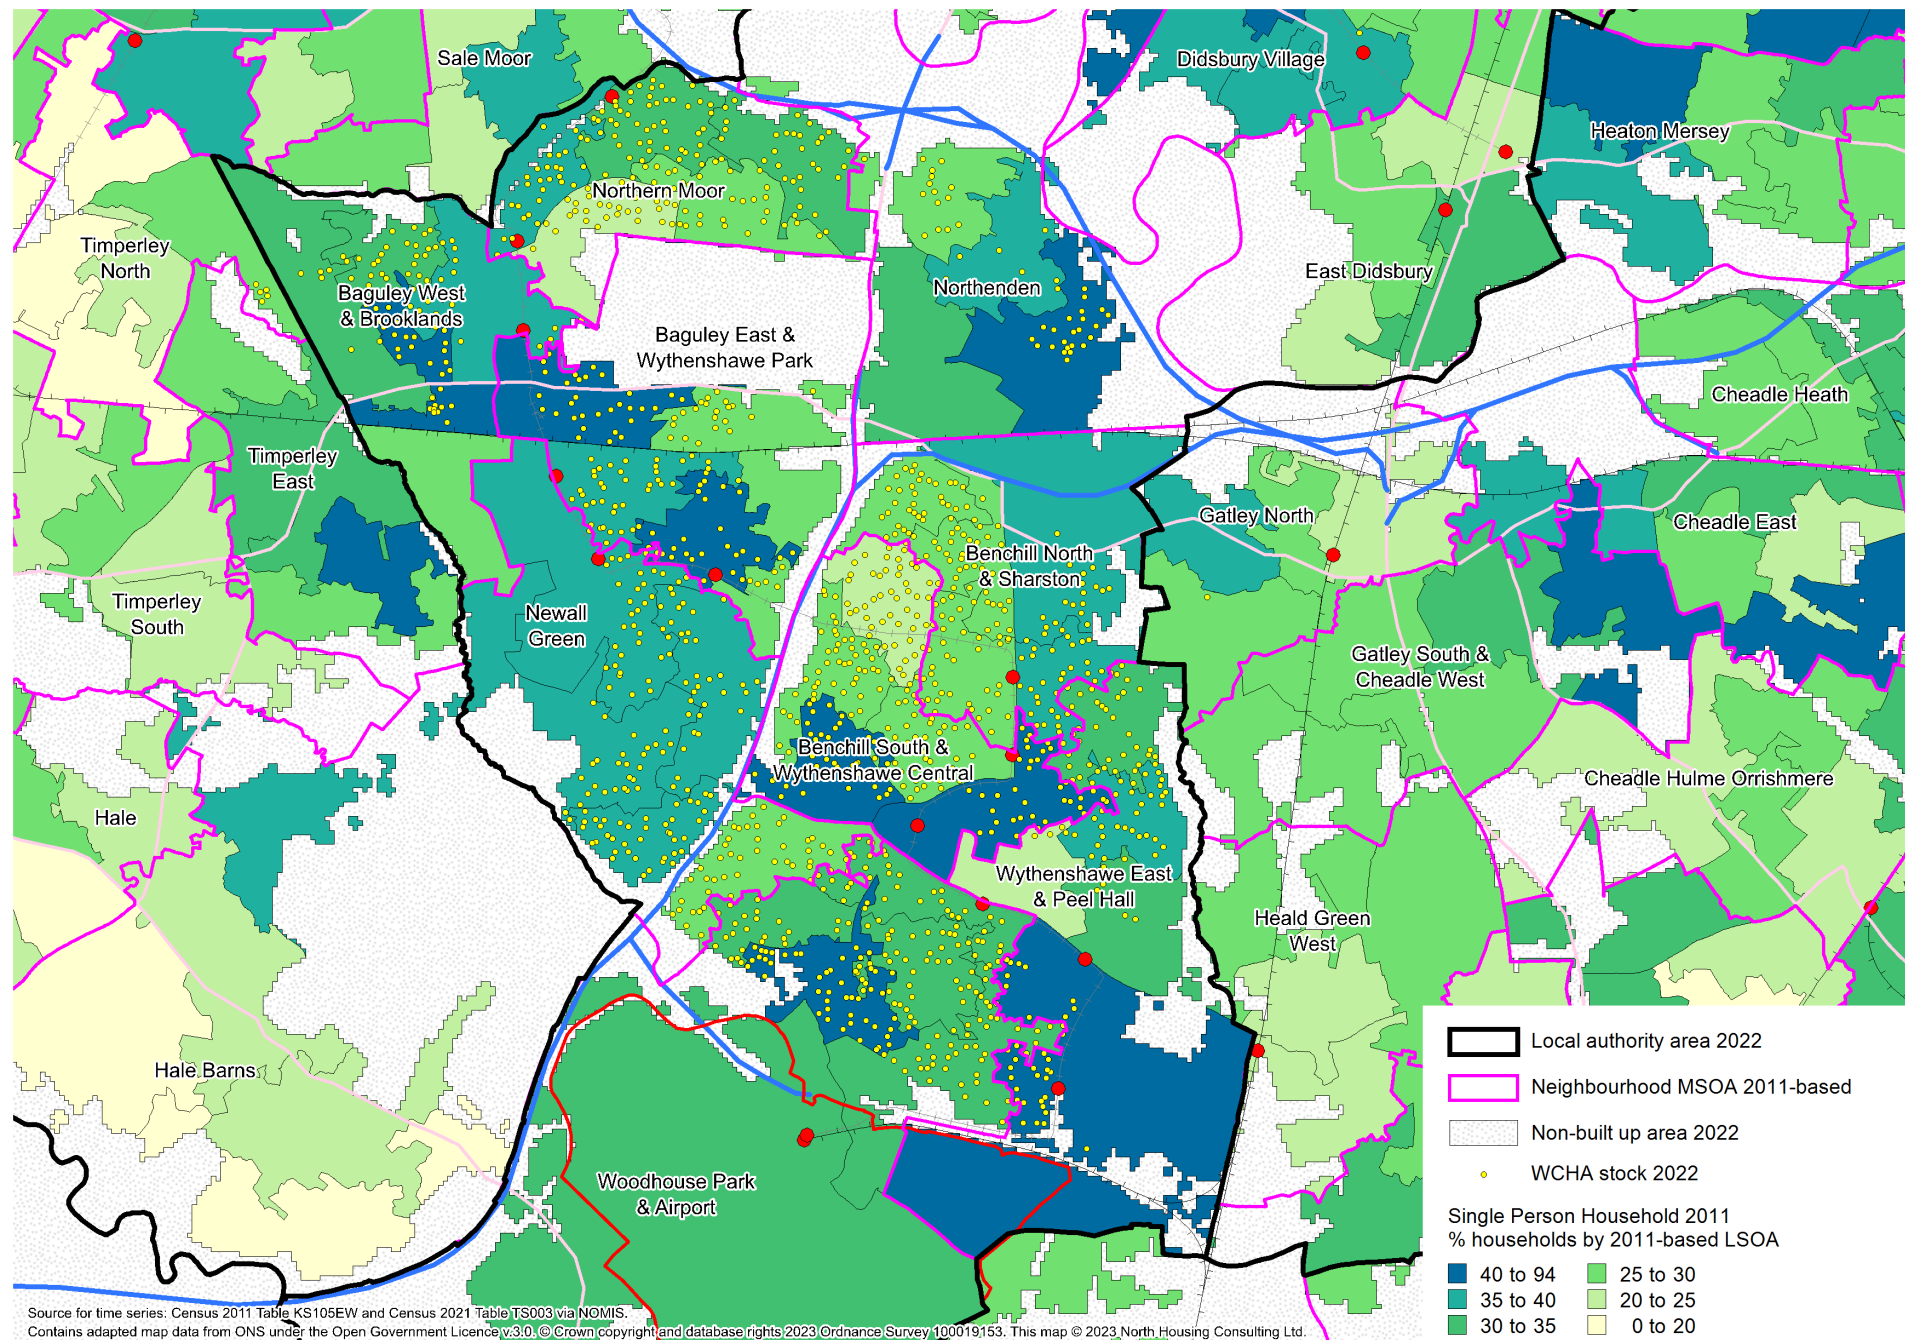 Sale Moor
Didsbury Village
Heaton Mersey
Northern Moor
Timperley
North
East Didsbury
Northenden
Baguley West
& Brooklands
Baguley East &
Wythenshawe Park
Cheadle Heath
Timperley
East
Gatley North
Cheadle East
Benchill North
& Sharston
Timperley
South
Newall
Green
Gatley South &
Cheadle West
Benchill South &
Wythenshawe Central
Cheadle Hulme Orrishmere
Hale
Wythenshawe East
& Peel Hall
Heald Green
West
Hale Barns
Woodhouse Park
& Airport
Local authority area 2022
Neighbourhood MSOA 2011-based
Non-built up area 2022
WCHA stock 2022
Single Person Household 2011
% households by 2011-based LSOA
40 to 94 25 to 30
35 to 40 20 to 25
30 to 35 0 to 20
Source for time series: Census 2011 Table KS105EW and Census 2021 Table TS003 via NOMIS.
Contains adapted map data from ONS under the Open Government Licence v.3.0. © Crown copyright and database rights 2023 Ordnance Survey 100019153. This map © 2023 North Housing Consulting Ltd.